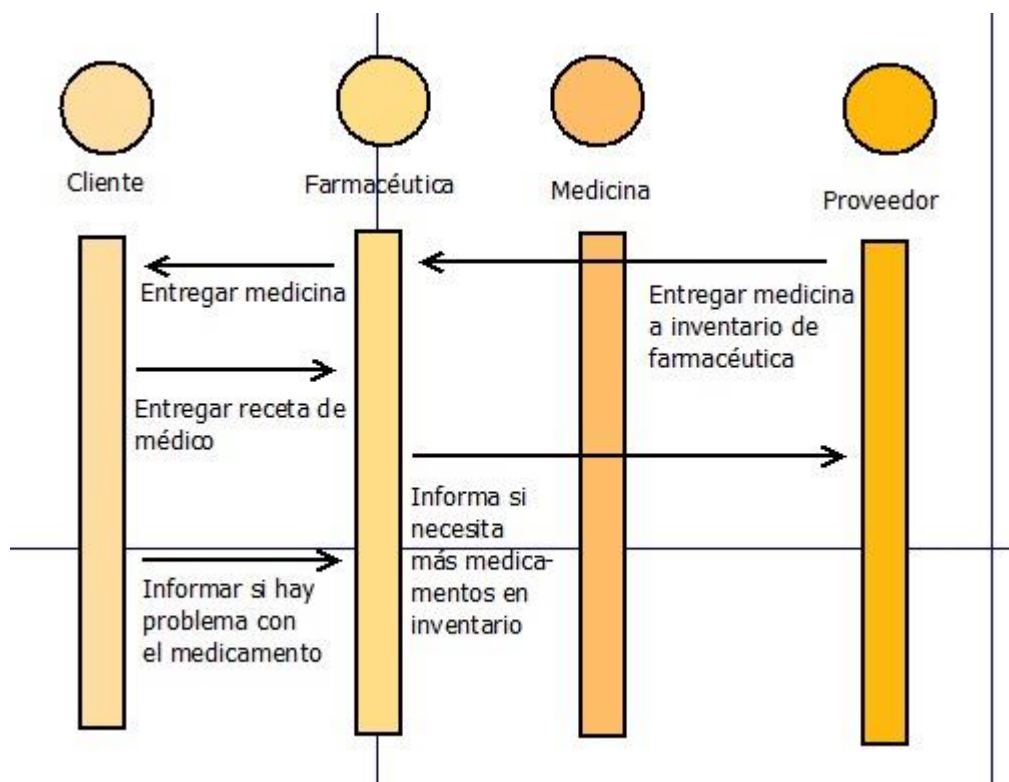 Cliente
Farmacéutica
Medicina
Proveedor
Entregar medicina
Entregar medicina
a inventario de
farmacéutica
Entregar receta de
médico
Informa si
necesita
más medica-
mentos en
inventario
Informar si hay
problema con
el medicamento